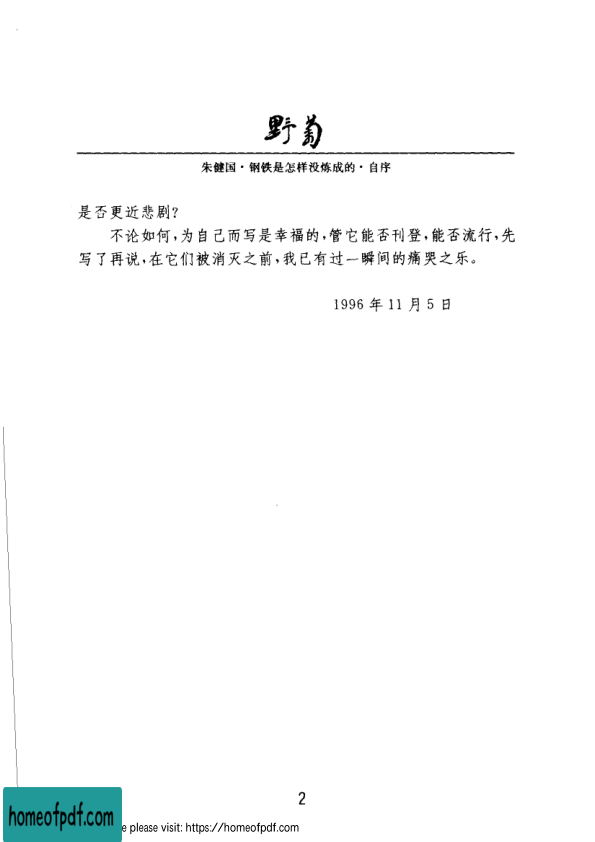 野菊
朱健国·钢铁是怎样没炼成的·自序
是否更近悲剧？
不论如何，为自己而写是幸福的，管它能否刊登，能否流行，先
写了再说，在它们被消灭之前，我已有过一瞬间的痛哭之乐。
1996 年 11 月 5 日
2
homeofpdf.com
e please visit: https://homeofpdf.com